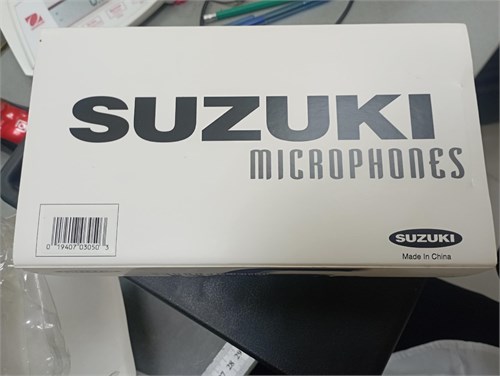 SUZUKI
MICROPHONES
0 19407 03050 3
SUZUKI
Made In China